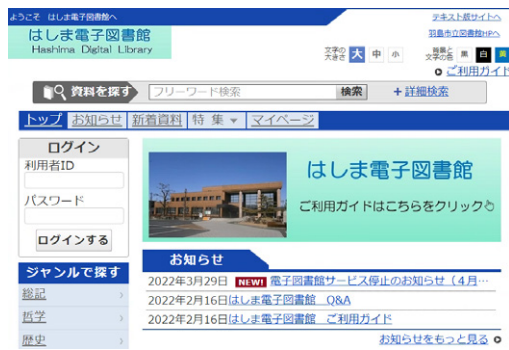 ようこそ はしま電子図書館へ
テキスト版サイトへ
はしま電子図書館
Hashima Digital Library
羽島市立図書館HPへ
文字の大きさ 大 中 小 背景と文字の色 黒 白 黄
ご利用ガイド
資料を探す フリーワード検索 検索 +詳細検索
トップ お知らせ 新着資料 特集▼ マイページ
ログイン
利用者ID
パスワード
ログインする
はしま電子図書館
ご利用ガイドはこちらをクリック
ジャンルで探す
総記
哲学
歴史
お知らせ
2022年3月29日 NEW! 電子図書館サービス停止のお知らせ（4月…
2022年2月16日はしま電子図書館 Q&A
2022年2月16日はしま電子図書館 ご利用ガイド
お知らせをもっと見る